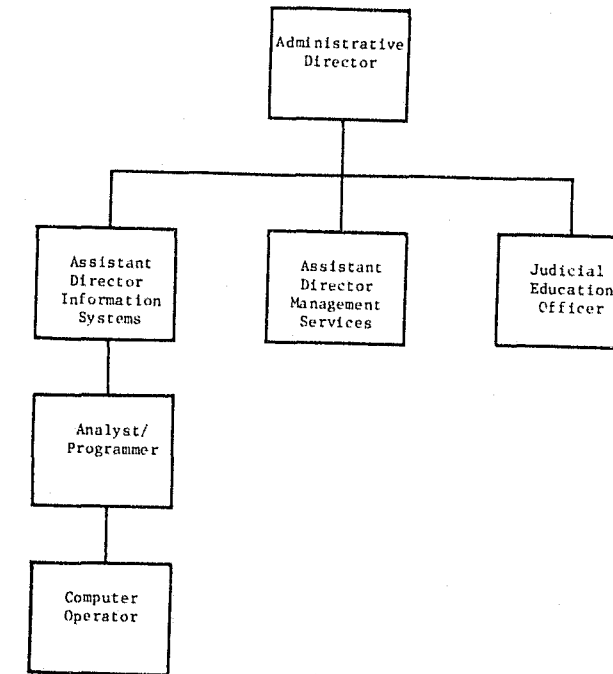 Administrative
Director
Assistant
Director
Information
Systems
Assistant
Director
Management
Services
Judicial
Education
Officer
Analyst/
Programmer
Computer
Operator